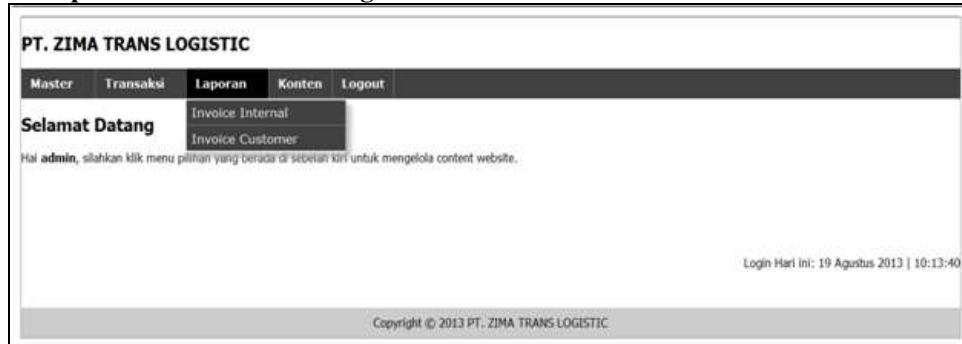 PT. ZIMA TRANS LOGISTIC
Master Transaksi Laporan Konten Logout
Invoice Internal
Selamat Datang
Invoice Customer
Hai admin, silahkan klik menu pilihan yang berada di sebelah kiri untuk mengelola content website.
Login Hari ini: 19 Agustus 2013 | 10:13:40
Copyright © 2013 PT. ZIMA TRANS LOGISTIC